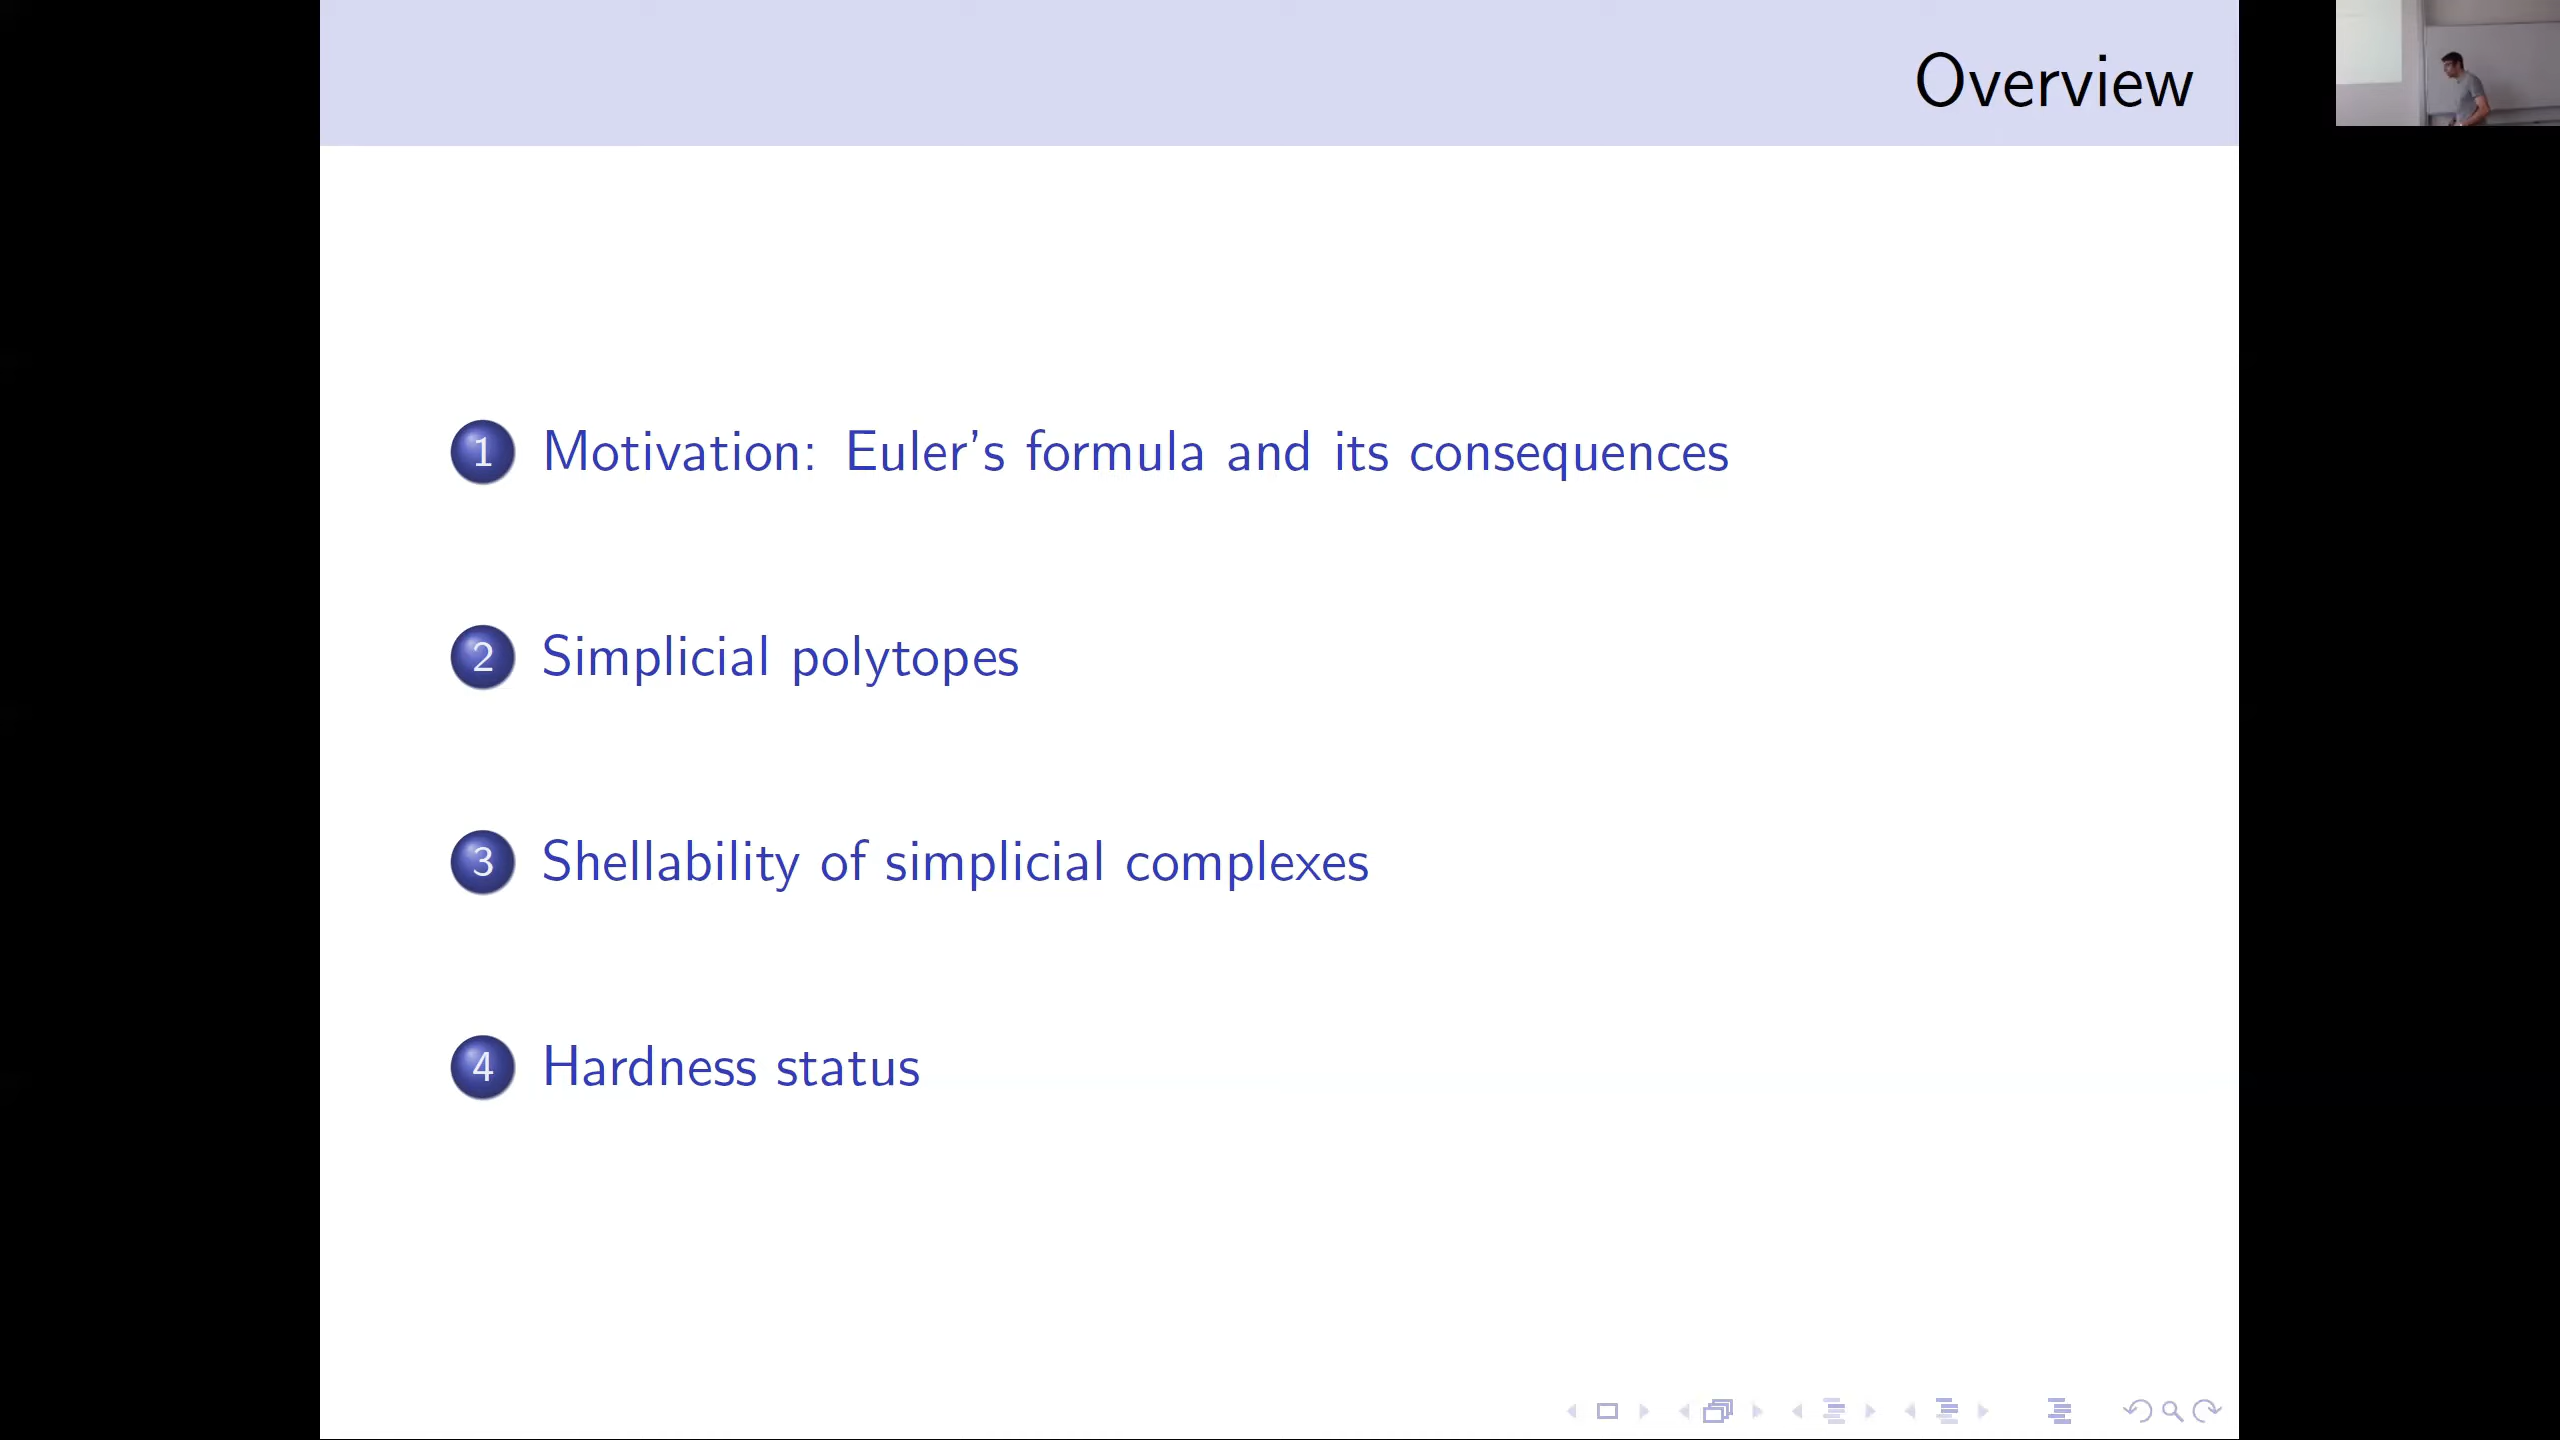 Overview
1 Motivation: Euler's formula and its consequences
2 Simplicial polytopes
3 Shellability of simplicial complexes
4 Hardness status